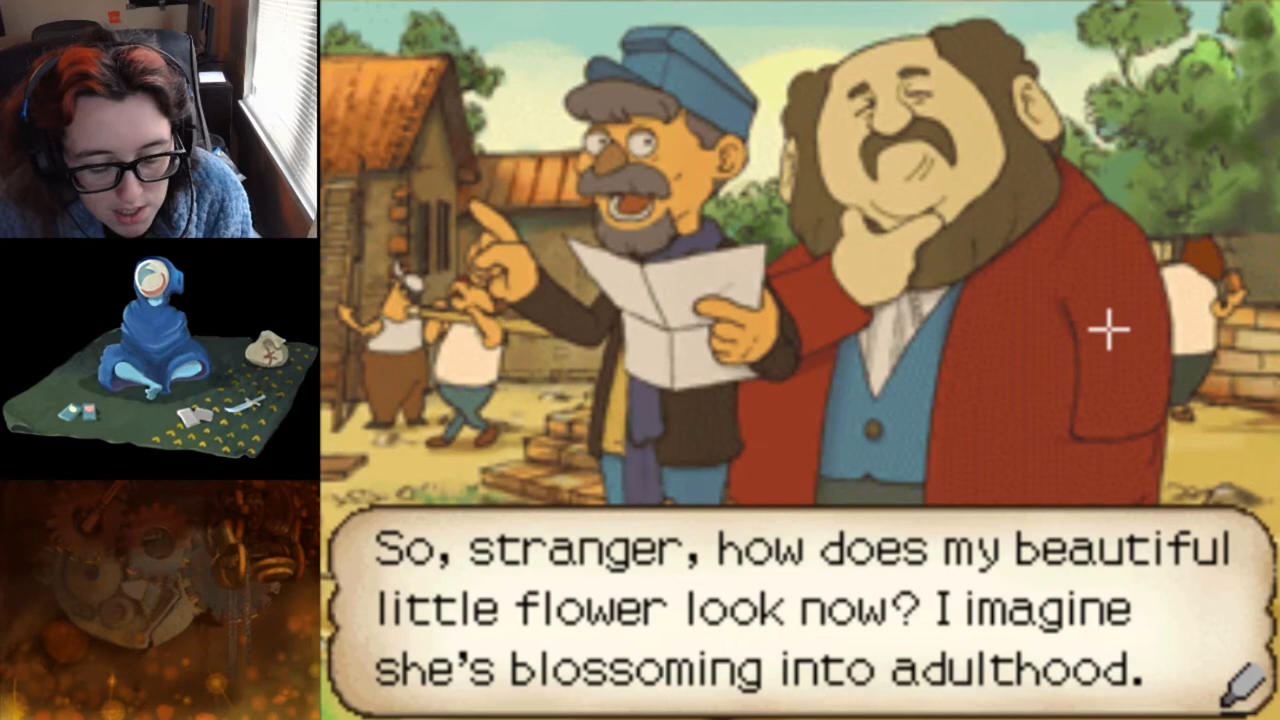 So, stranger, how does my beautiful
little flower look now? I imagine
she's blossoming into adulthood.